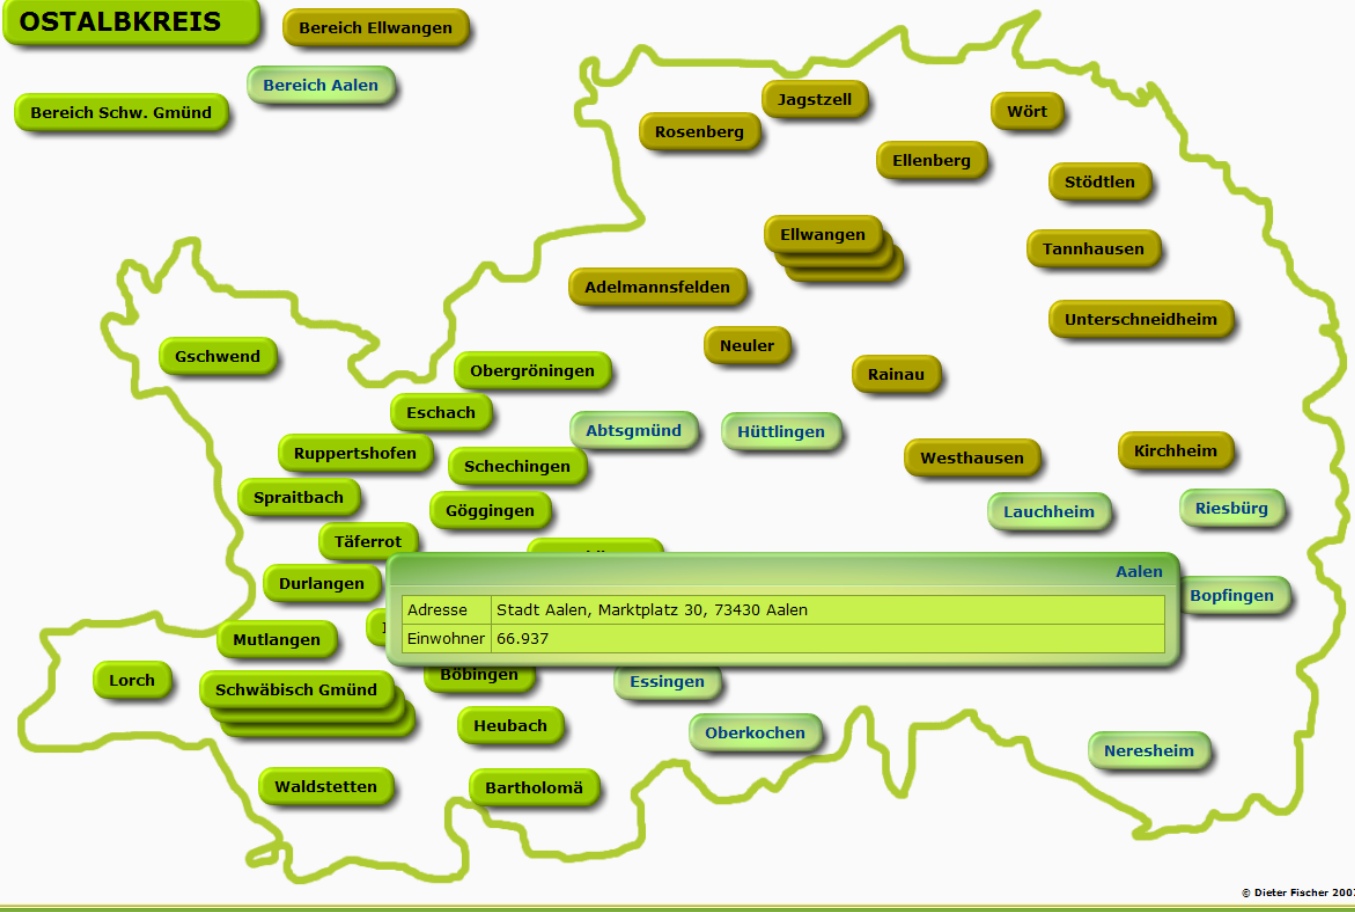 OSTALBKREIS
Bereich Ellwangen
Bereich Aalen
Bereich Schw. Gmünd
Jagstzell
Wört
Rosenberg
Ellenberg
Stödtlen
Ellwangen
Tannhausen
Adelmannsfelden
Unterschneidheim
Neuler
Gschwend
Obergröningen
Rainau
Eschach
Abtsgmünd
Hüttlingen
Ruppertshofen
Schechingen
Westhausen
Kirchheim
Spraitbach
Göggingen
Lauchheim
Riesbürg
Täferrot
Aalen
Durlangen
Adresse Stadt Aalen, Marktplatz 30, 73430 Aalen
Bopfingen
Einwohner 66.937
Mutlangen
Lorch
Schwäbisch Gmünd
Böbingen
Essingen
Heubach
Oberkochen
Neresheim
Waldstetten
Bartholomä
© Dieter Fischer 2007